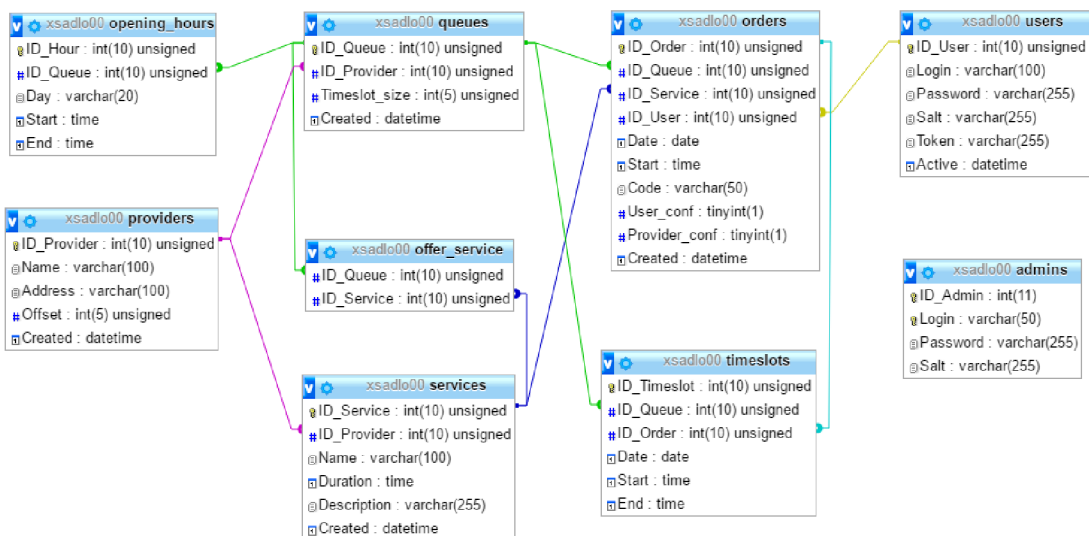 xsadlo00 opening_hours
ID_Hour : int(10) unsigned
ID_Queue : int(10) unsigned
Day : varchar(20)
Start : time
End : time
xsadlo00 queues
ID_Queue : int(10) unsigned
ID_Provider : int(10) unsigned
Timeslot_size : int(5) unsigned
Created : datetime
xsadlo00 orders
ID_Order : int(10) unsigned
ID_Queue : int(10) unsigned
ID_Service : int(10) unsigned
ID_User : int(10) unsigned
Date : date
Start : time
Code : varchar(50)
User_conf : tinyint(1)
Provider_conf : tinyint(1)
Created : datetime
xsadlo00 users
ID_User : int(10) unsigned
Login : varchar(100)
Password : varchar(255)
Salt : varchar(255)
Token : varchar(255)
Active : datetime
xsadlo00 providers
ID_Provider : int(10) unsigned
Name : varchar(100)
Address : varchar(100)
Offset : int(5) unsigned
Created : datetime
xsadlo00 offer_service
ID_Queue : int(10) unsigned
ID_Service : int(10) unsigned
xsadlo00 admins
ID_Admin : int(11)
Login : varchar(50)
Password : varchar(255)
Salt : varchar(255)
xsadlo00 services
ID_Service : int(10) unsigned
ID_Provider : int(10) unsigned
Name : varchar(100)
Duration : time
Description : varchar(255)
Created : datetime
xsadlo00 timeslots
ID_Timeslot : int(10) unsigned
ID_Queue : int(10) unsigned
ID_Order : int(10) unsigned
Date : date
Start : time
End : time